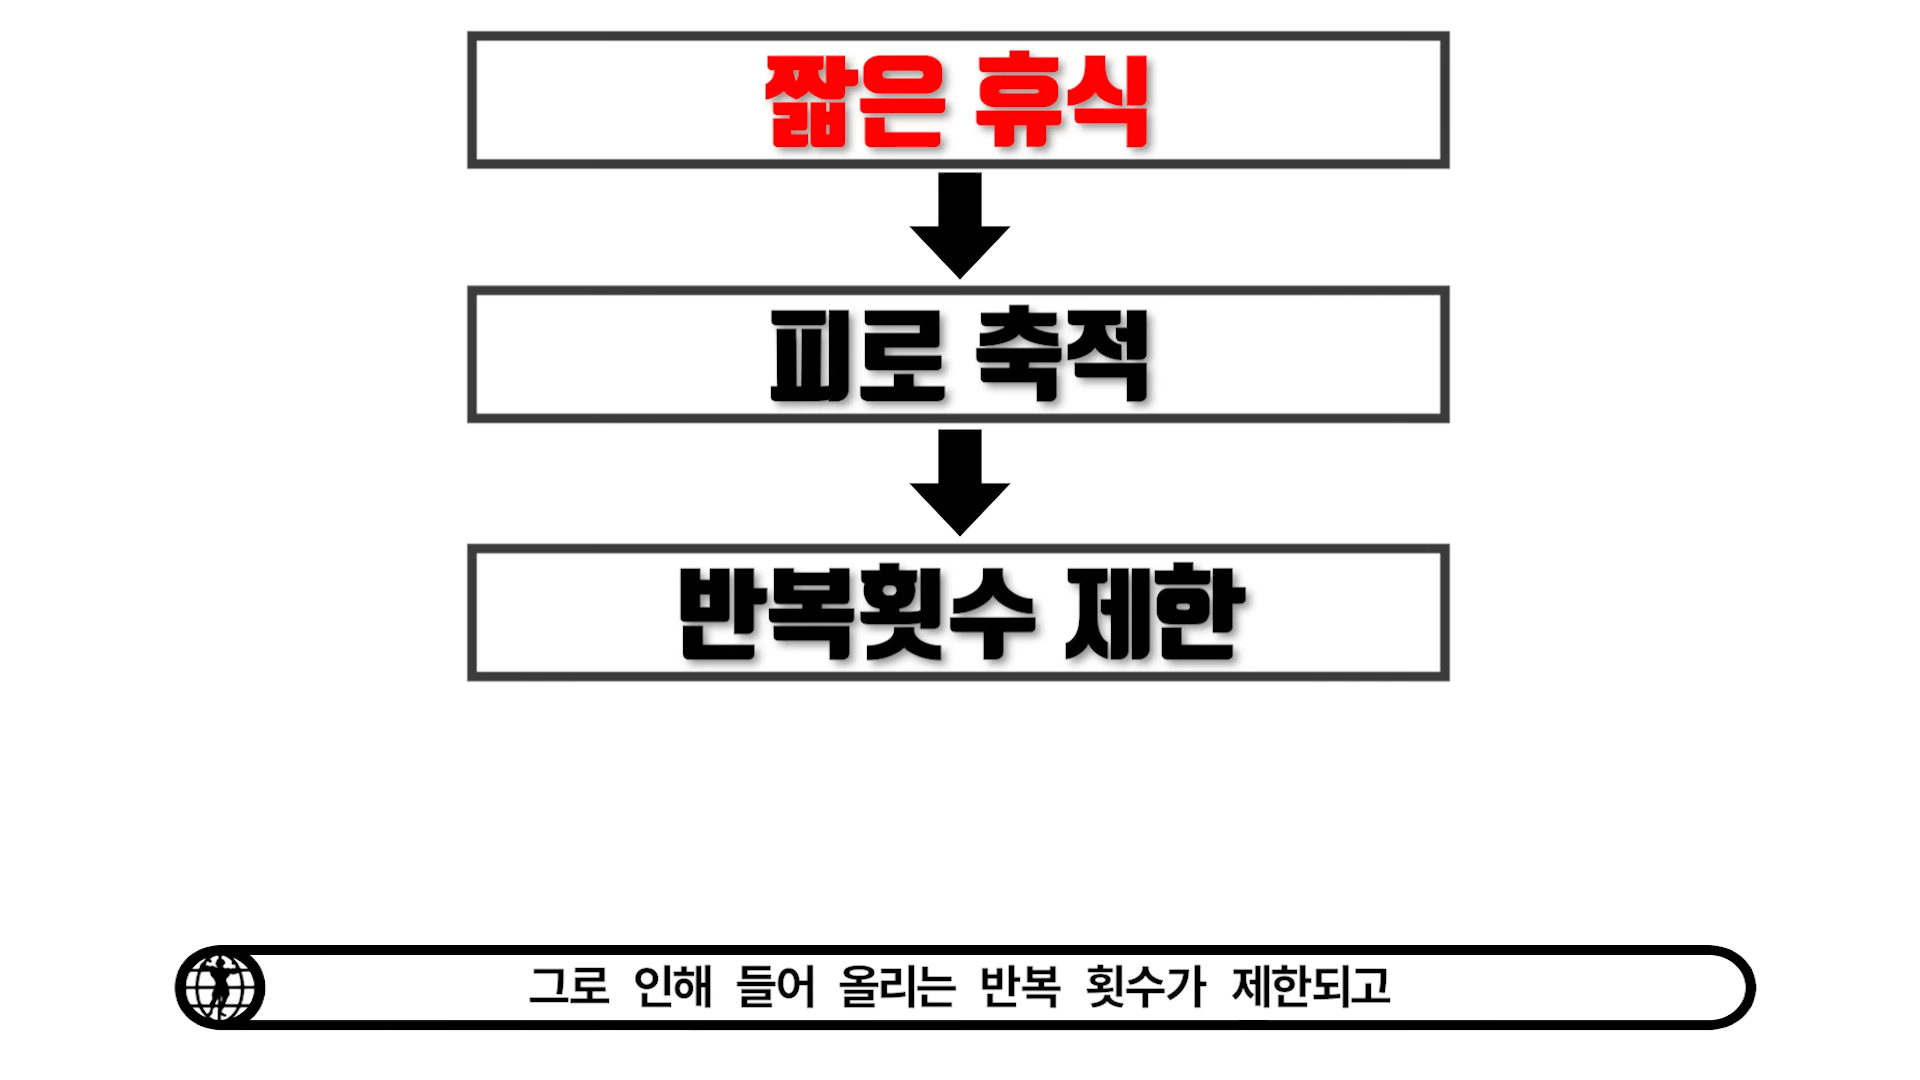 짧은 휴식
피로 축적
반복횟수 제한
그로 인해 들어 올리는 반복 횟수가 제한되고